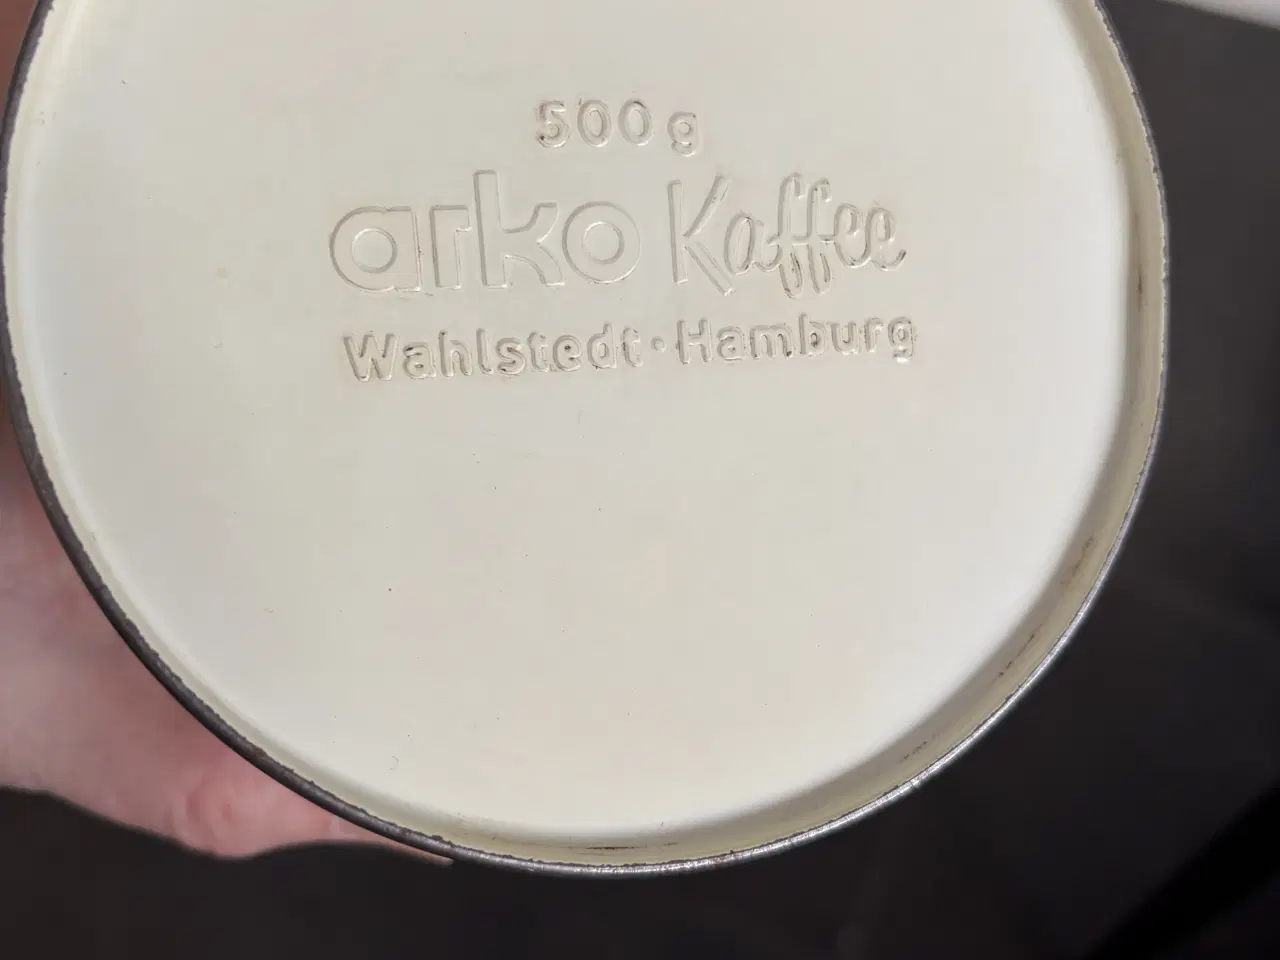 500 g
arko Kaffee
Wahlstedt · Hamburg